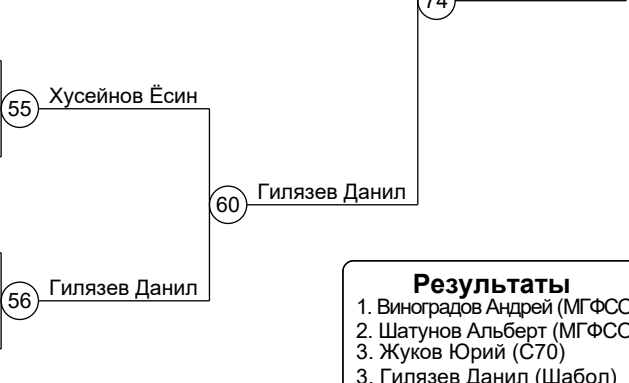 74
Хусейнов Ёсин
55
Гилязев Данил
60
Гилязев Данил
56
Результаты
1. Виноградов Андрей (МГФСО
2. Шатунов Альберт (МГФСО
3. Жуков Юрий (С70)
3. Гилязев Данил (Шабол)